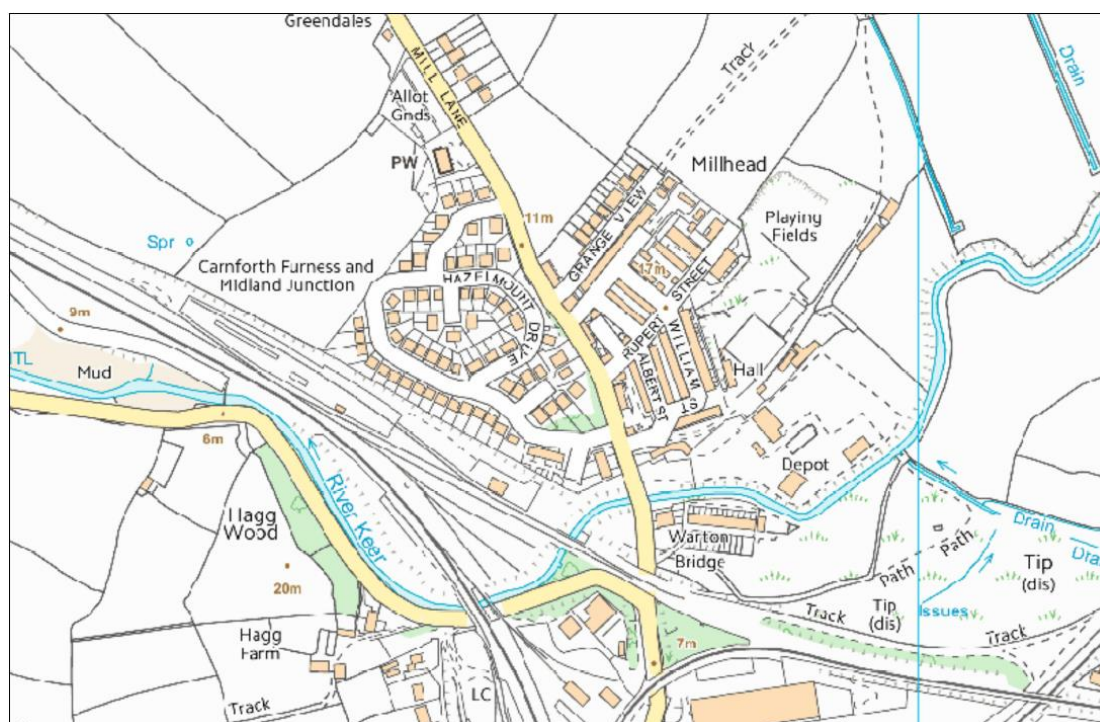 Greendales
MILL LANE
Track
Drain
Allot
Gnds
PW
Millhead
GRANGE VIEW
Playing
Fields
11m
Spr
Carnforth Furness and
Midland Junction
HAZELMOUNT
DRIVE
17m
RUPERT STREET
WILLIAM ST
ALBERT ST
Hall
9m
Mud
6m
Depot
River Keer
Hagg
Wood
Warton
Bridge
Drain
Path
Path
Tip
(dis)
20m
Issues
Track
Tip
(dis)
Track
Hagg
Farm
7m
LC
Track